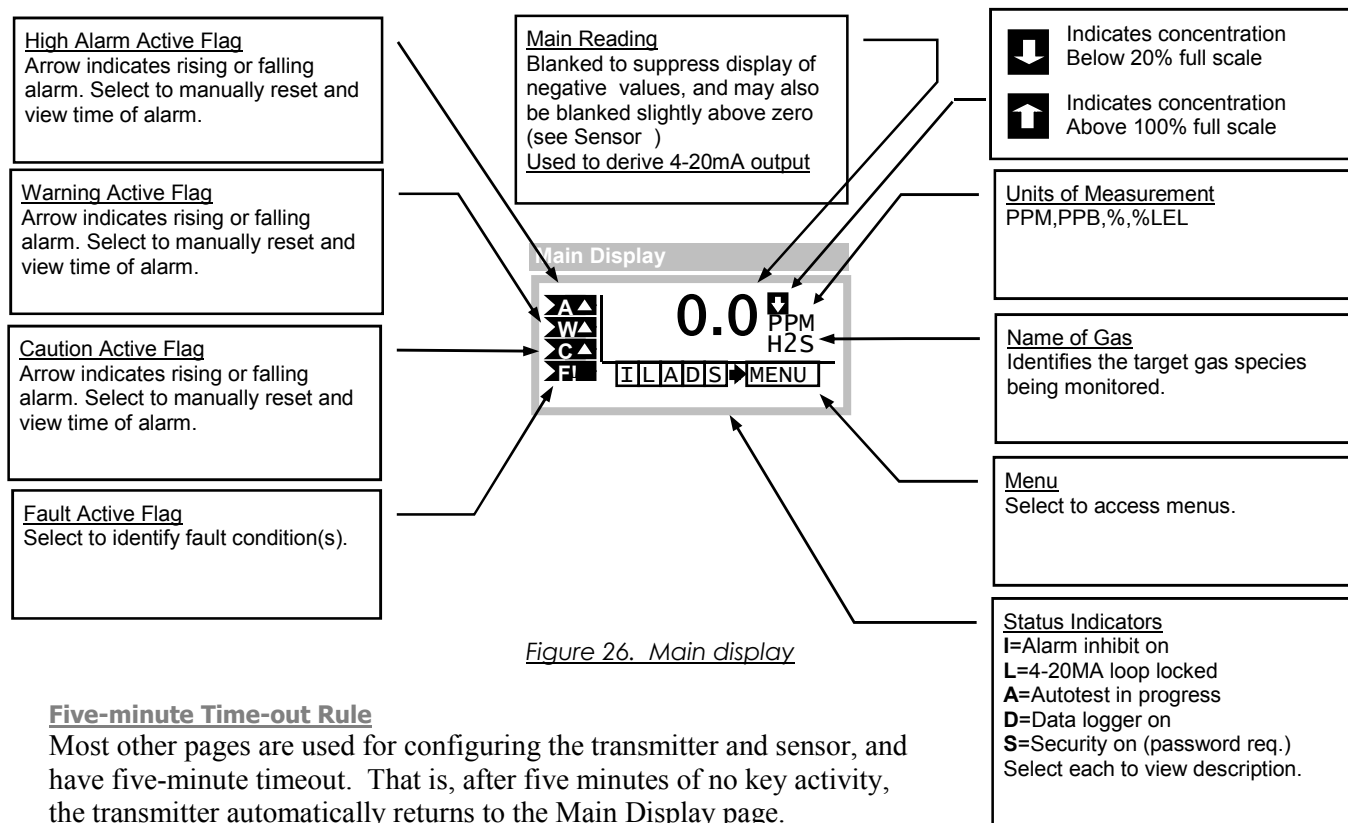 High Alarm Active Flag
Arrow indicates rising or falling
alarm. Select to manually reset and
view time of alarm.
Warning Active Flag
Arrow indicates rising or falling
alarm. Select to manually reset and
view time of alarm.
Caution Active Flag
Arrow indicates rising or falling
alarm. Select to manually reset and
view time of alarm.
Fault Active Flag
Select to identify fault condition(s).
Main Reading
Blanked to suppress display of
negative values, and may also
be blanked slightly above zero
(see Sensor )
Used to derive 4-20mA output
Main Display
A
W
C
F!
0.0
PPM
H2S
I L A D S MENU
Indicates concentration
Below 20% full scale
Indicates concentration
Above 100% full scale
Units of Measurement
PPM,PPB,%,%LEL
Name of Gas
Identifies the target gas species
being monitored.
Menu
Select to access menus.
Status Indicators
I=Alarm inhibit on
L=4-20MA loop locked
A=Autotest in progress
D=Data logger on
S=Security on (password req.)
Select each to view description.
Figure 26. Main display
Five-minute Time-out Rule
Most other pages are used for configuring the transmitter and sensor, and
have five-minute timeout. That is, after five minutes of no key activity,
the transmitter automatically returns to the Main Display page.